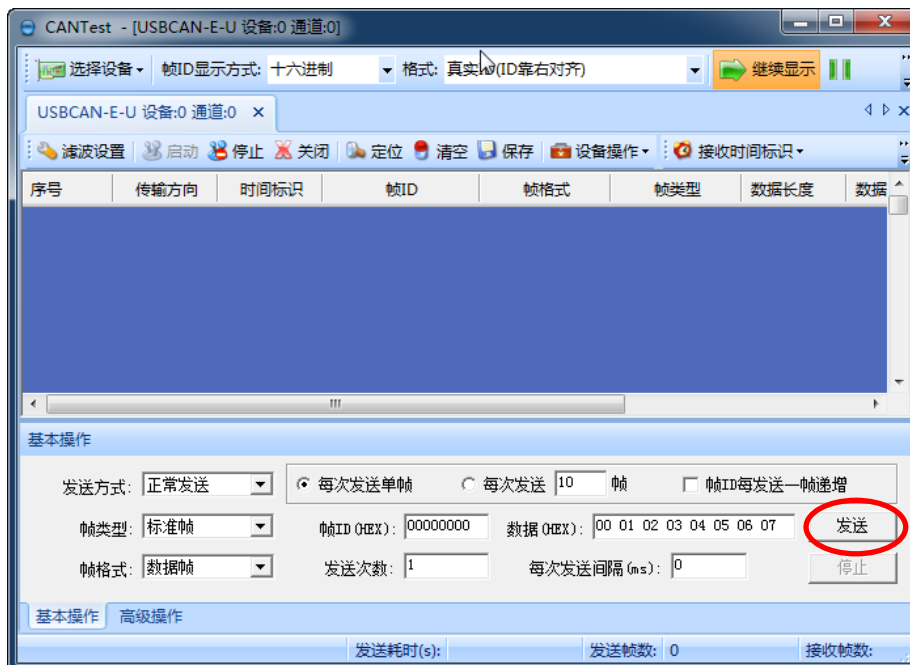 CANTest - [USBCAN-E-U 设备:0 通道:0]
选择设备 帧ID显示方式: 十六进制 格式: (ID靠右对齐) 继续显示
USBCAN-E-U 设备:0 通道:0
滤波设置 启动 停止 关闭 定位 清空 保存 设备操作 接收时间标识
序号 传输方向 时间标识 帧ID 帧格式 帧类型 数据长度 数据
基本操作
发送方式: 正常发送 每次发送单帧 每次发送 10 帧 帧ID每发送一帧递增
帧类型: 标准帧 帧ID(HEX): 00000000 数据(HEX): 00 01 02 03 04 05 06 07 发送
帧格式: 数据帧 发送次数: 1 每次发送间隔(ms): 0 停止
基本操作 高级操作
发送耗时(s): 发送帧数: 0 接收帧数: